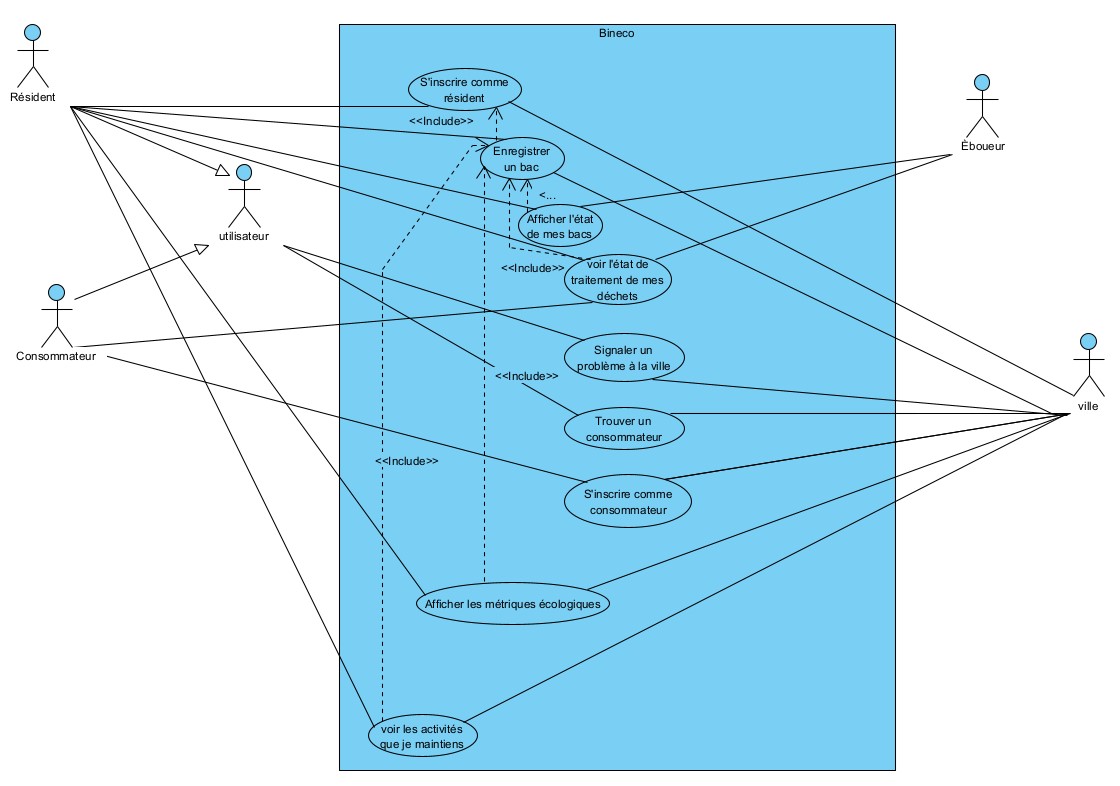 Bineco
S'inscrire comme
résident
Résident
<<Include>>
Enregistrer
un bac
Éboueur
<...
Afficher l'état
de mes bacs
utilisateur
<<Include>>
voir l'état de
traitement de mes
déchets
Consommateur
Signaler un
problème à la ville
<<Include>>
ville
Trouver un
consommateur
<<Include>>
S'inscrire comme
consommateur
Afficher les métriques écologiques
voir les activités
que je maintiens